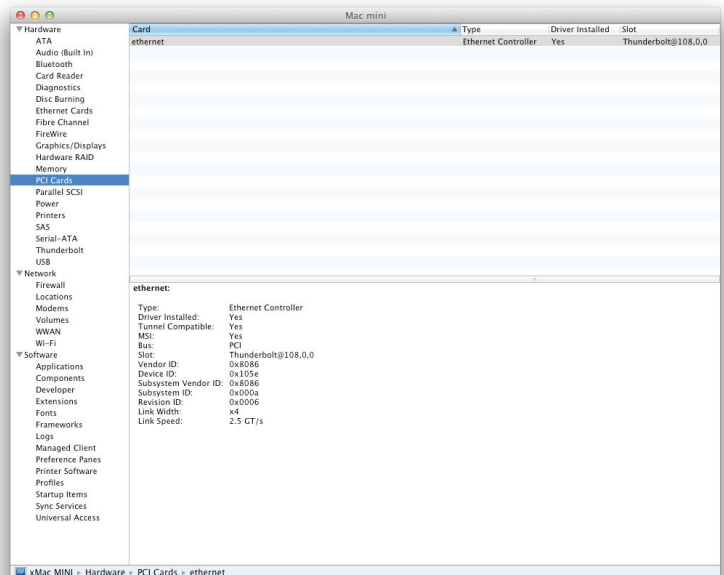 Mac mini
Hardware
ATA
Audio (Built In)
Bluetooth
Card Reader
Diagnostics
Disc Burning
Ethernet Cards
Fibre Channel
FireWire
Graphics/Displays
Hardware RAID
Memory
PCI Cards
Parallel SCSI
Power
Printers
SAS
Serial-ATA
Thunderbolt
USB
Network
Firewall
Locations
Modems
Volumes
WWAN
Wi-Fi
Software
Applications
Components
Developer
Extensions
Fonts
Frameworks
Logs
Managed Client
Preference Panes
Printer Software
Profiles
Startup Items
Sync Services
Universal Access
Card Type Driver Installed Slot
ethernet Ethernet Controller Yes Thunderbolt@108,0,0
ethernet:
Type: Ethernet Controller
Driver Installed: Yes
Tunnel Compatible: Yes
MSI: Yes
Bus: PCI
Slot: Thunderbolt@108,0,0
Vendor ID: 0x8086
Device ID: 0x105e
Subsystem Vendor ID: 0x8086
Subsystem ID: 0x000a
Revision ID: 0x0006
Link Width: x4
Link Speed: 2.5 GT/s
xMac MINI ▸ Hardware ▸ PCI Cards ▸ ethernet